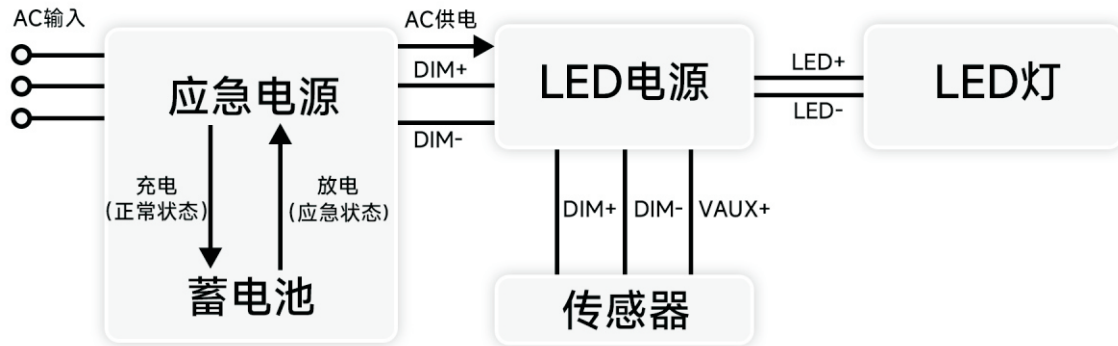 AC输入
AC供电
应急电源
DIM+
DIM-
LED电源
LED+
LED-
LED灯
充电
(正常状态)
放电
(应急状态)
蓄电池
DIM+
DIM-
VAUX+
传感器